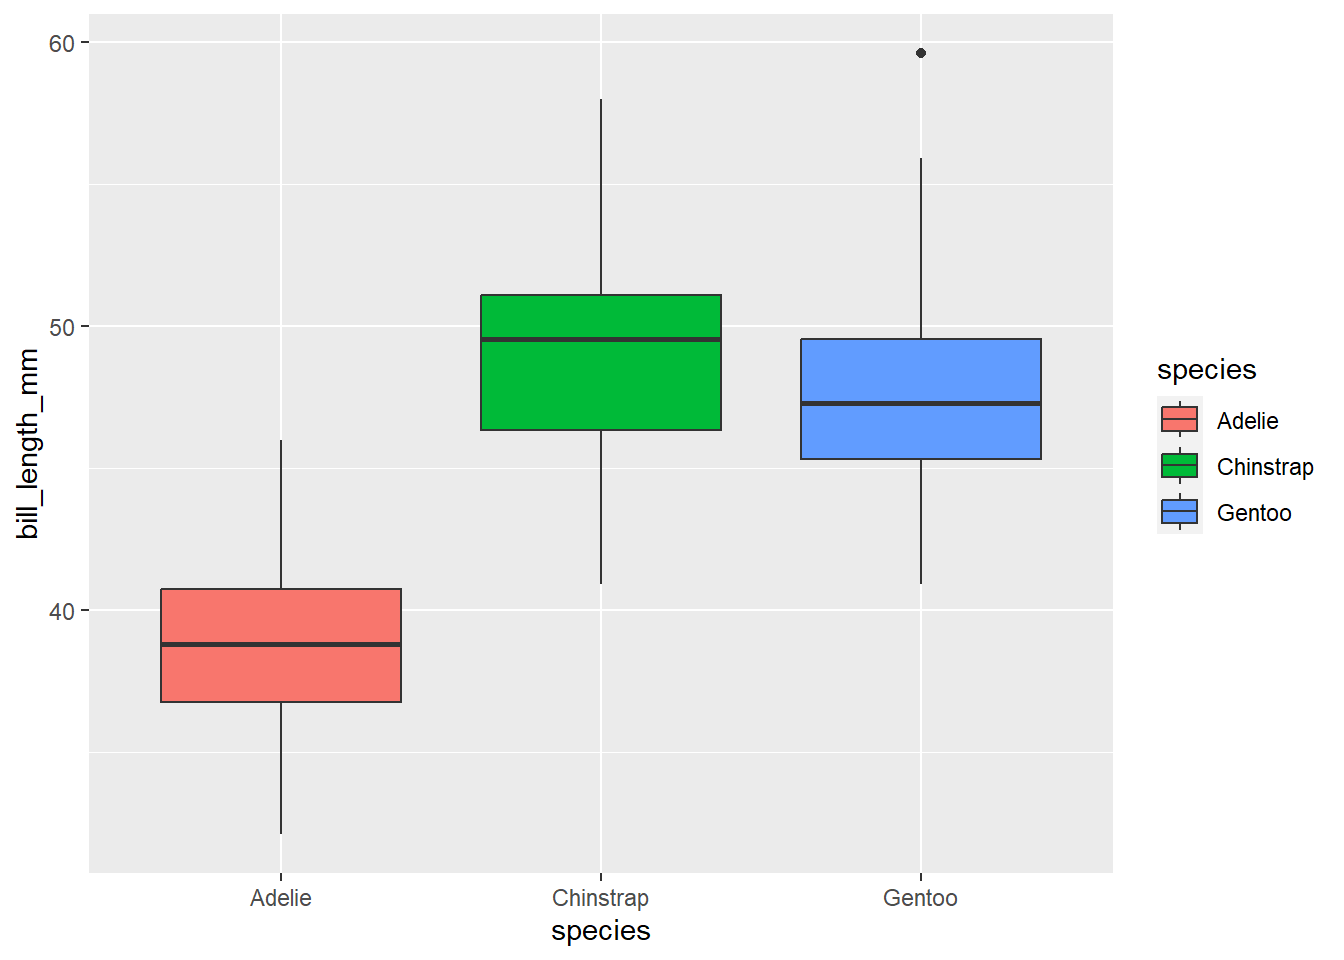 60
50
40
bill_length_mm
Adelie
Chinstrap
Gentoo
species
species
Adelie
Chinstrap
Gentoo